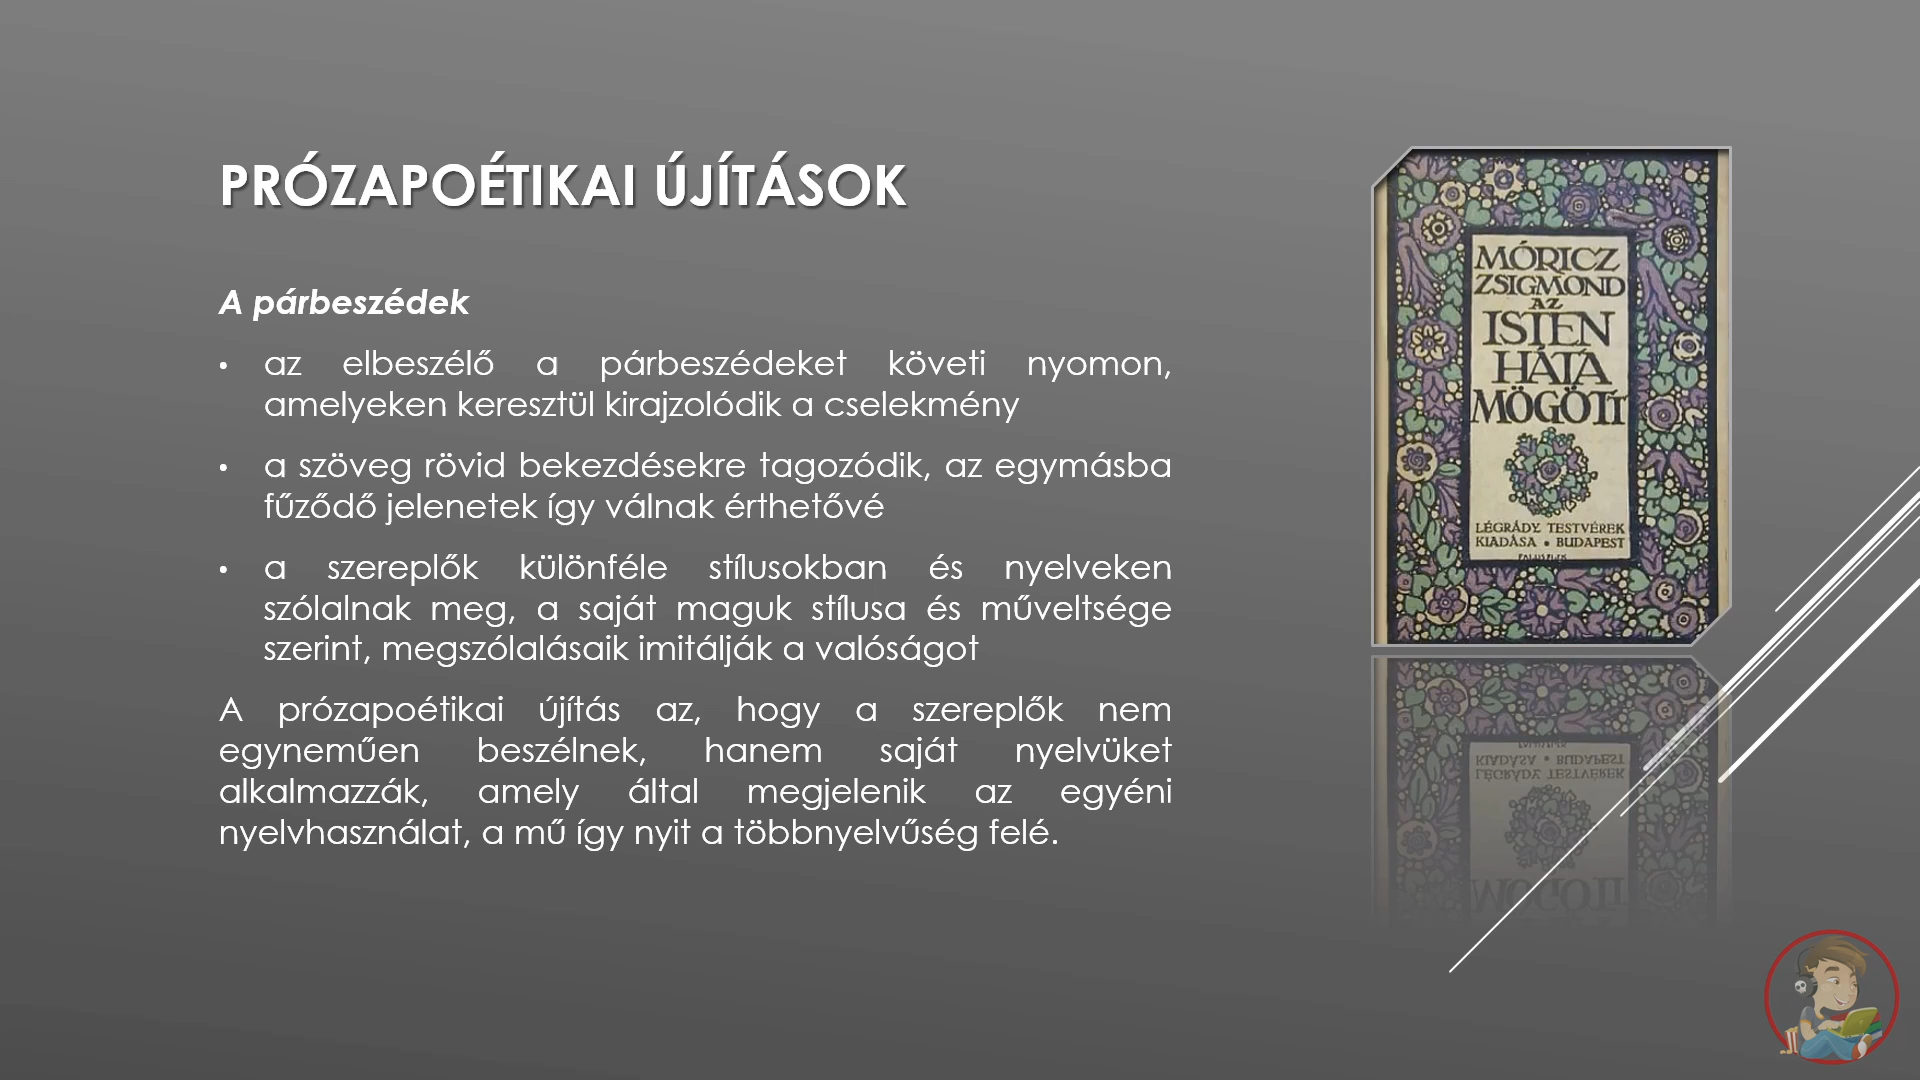 PRÓZAPOÉTIKAI ÚJÍTÁSOK
A párbeszédek
• az elbeszélő a párbeszédeket követi nyomon,
amelyeken keresztül kirajzolódik a cselekmény
• a szöveg rövid bekezdésekre tagozódik, az egymásba
fűződő jelenetek így válnak érthetővé
• a szereplők különféle stílusokban és nyelveken
szólalnak meg, a saját maguk stílusa és műveltsége
szerint, megszólalásaik imitálják a valóságot
A prózapoétikai újítás az, hogy a szereplők nem
egyneműen beszélnek, hanem saját nyelvüket
alkalmazzák, amely által megjelenik az egyéni
nyelvhasználat, a mű így nyit a többnyelvűség felé.
MÓRICZ
ZSIGMOND
AZ
ISTEN
HÁTA
MÖGÖTT
LÉGRÁDY TESTVÉREK
KIADÁSA • BUDAPEST